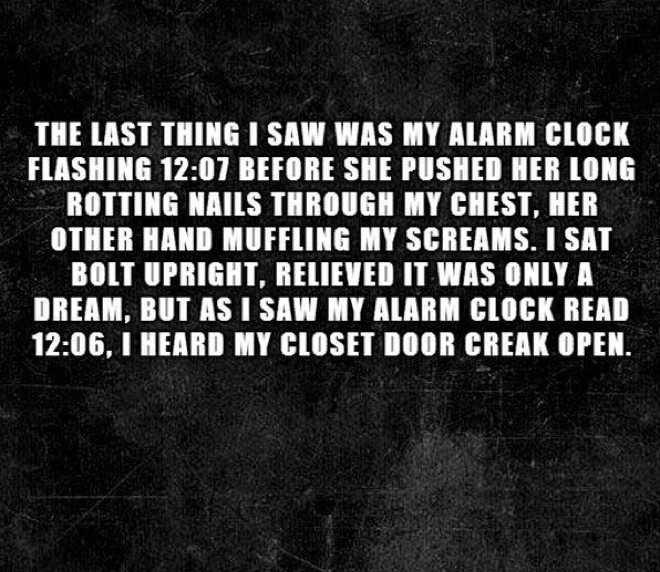 THE LAST THING I SAW WAS MY ALARM CLOCK
FLASHING 12:07 BEFORE SHE PUSHED HER LONG
ROTTING NAILS THROUGH MY CHEST, HER
OTHER HAND MUFFLING MY SCREAMS. I SAT
BOLT UPRIGHT, RELIEVED IT WAS ONLY A
DREAM, BUT AS I SAW MY ALARM CLOCK READ
12:06, I HEARD MY CLOSET DOOR CREAK OPEN.